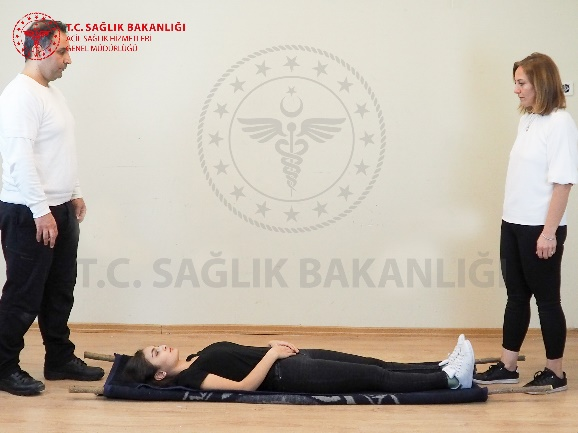 T.C. SAĞLIK BAKANLIĞI
ACİL SAĞLIK HİZMETLERİ
GENEL MÜDÜRLÜĞÜ
T.C. SAĞLIK BAKANLIĞI